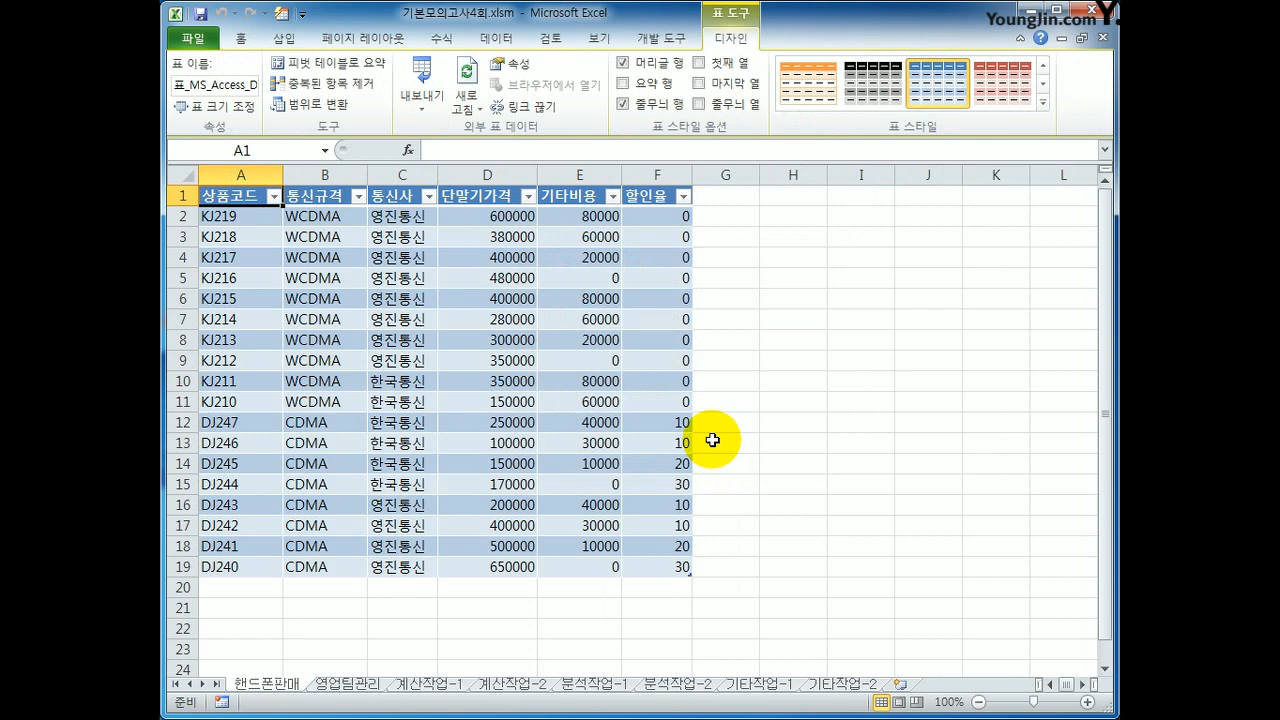 기본모의고사4회.xlsm - Microsoft Excel
표 도구
YoungJin.com Y.
파일 홈 삽입 페이지 레이아웃 수식 데이터 검토 보기 개발 도구 디자인
표 이름: 피벗 테이블로 요약 속성 머리글 행 첫째 열
표_MS_Access_D 중복된 항목 제거 내보내기 새로 고침 브라우저에서 열기 요약 행 마지막 열
표 크기 조정 범위로 변환 링크 끊기 줄무늬 행 줄무늬 열
속성 도구 외부 표 데이터 표 스타일 옵션 표 스타일
A1 fx
A B C D E F G H I J K L
1 상품코드 통신규격 통신사 단말기가격 기타비용 할인율
2 KJ219 WCDMA 영진통신 600000 80000 0
3 KJ218 WCDMA 영진통신 380000 60000 0
4 KJ217 WCDMA 영진통신 400000 20000 0
5 KJ216 WCDMA 영진통신 480000 0 0
6 KJ215 WCDMA 영진통신 400000 80000 0
7 KJ214 WCDMA 영진통신 280000 60000 0
8 KJ213 WCDMA 영진통신 300000 20000 0
9 KJ212 WCDMA 영진통신 350000 0 0
10 KJ211 WCDMA 한국통신 350000 80000 0
11 KJ210 WCDMA 한국통신 150000 60000 0
12 DJ247 CDMA 한국통신 250000 40000 10
13 DJ246 CDMA 한국통신 100000 30000 10
14 DJ245 CDMA 한국통신 150000 10000 20
15 DJ244 CDMA 한국통신 170000 0 30
16 DJ243 CDMA 영진통신 200000 40000 10
17 DJ242 CDMA 영진통신 400000 30000 10
18 DJ241 CDMA 영진통신 500000 10000 20
19 DJ240 CDMA 영진통신 650000 0 30
20
21
22
23
24
핸드폰판매 영업팀관리 계산작업-1 계산작업-2 분석작업-1 분석작업-2 기타작업-1 기타작업-2
준비 100%